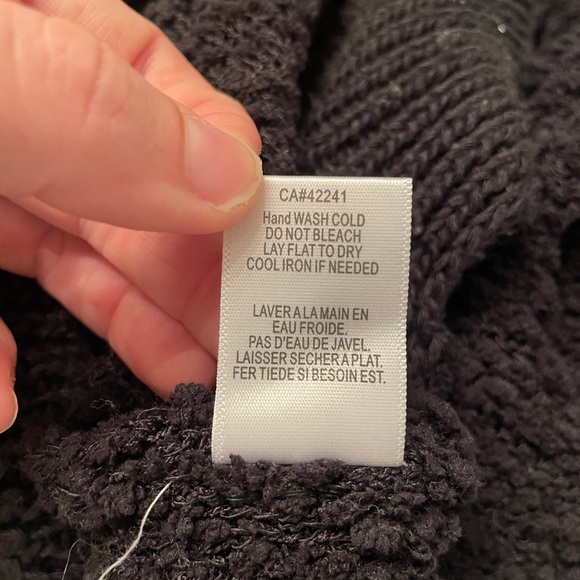 CA#42241
Hand WASH COLD
DO NOT BLEACH
LAY FLAT TO DRY
COOL IRON IF NEEDED
LAVER A LA MAIN EN
EAU FROIDE.
PAS D'EAU DE JAVEL.
LAISSER SECHER A PLAT.
FER TIEDE SI BESOIN EST.